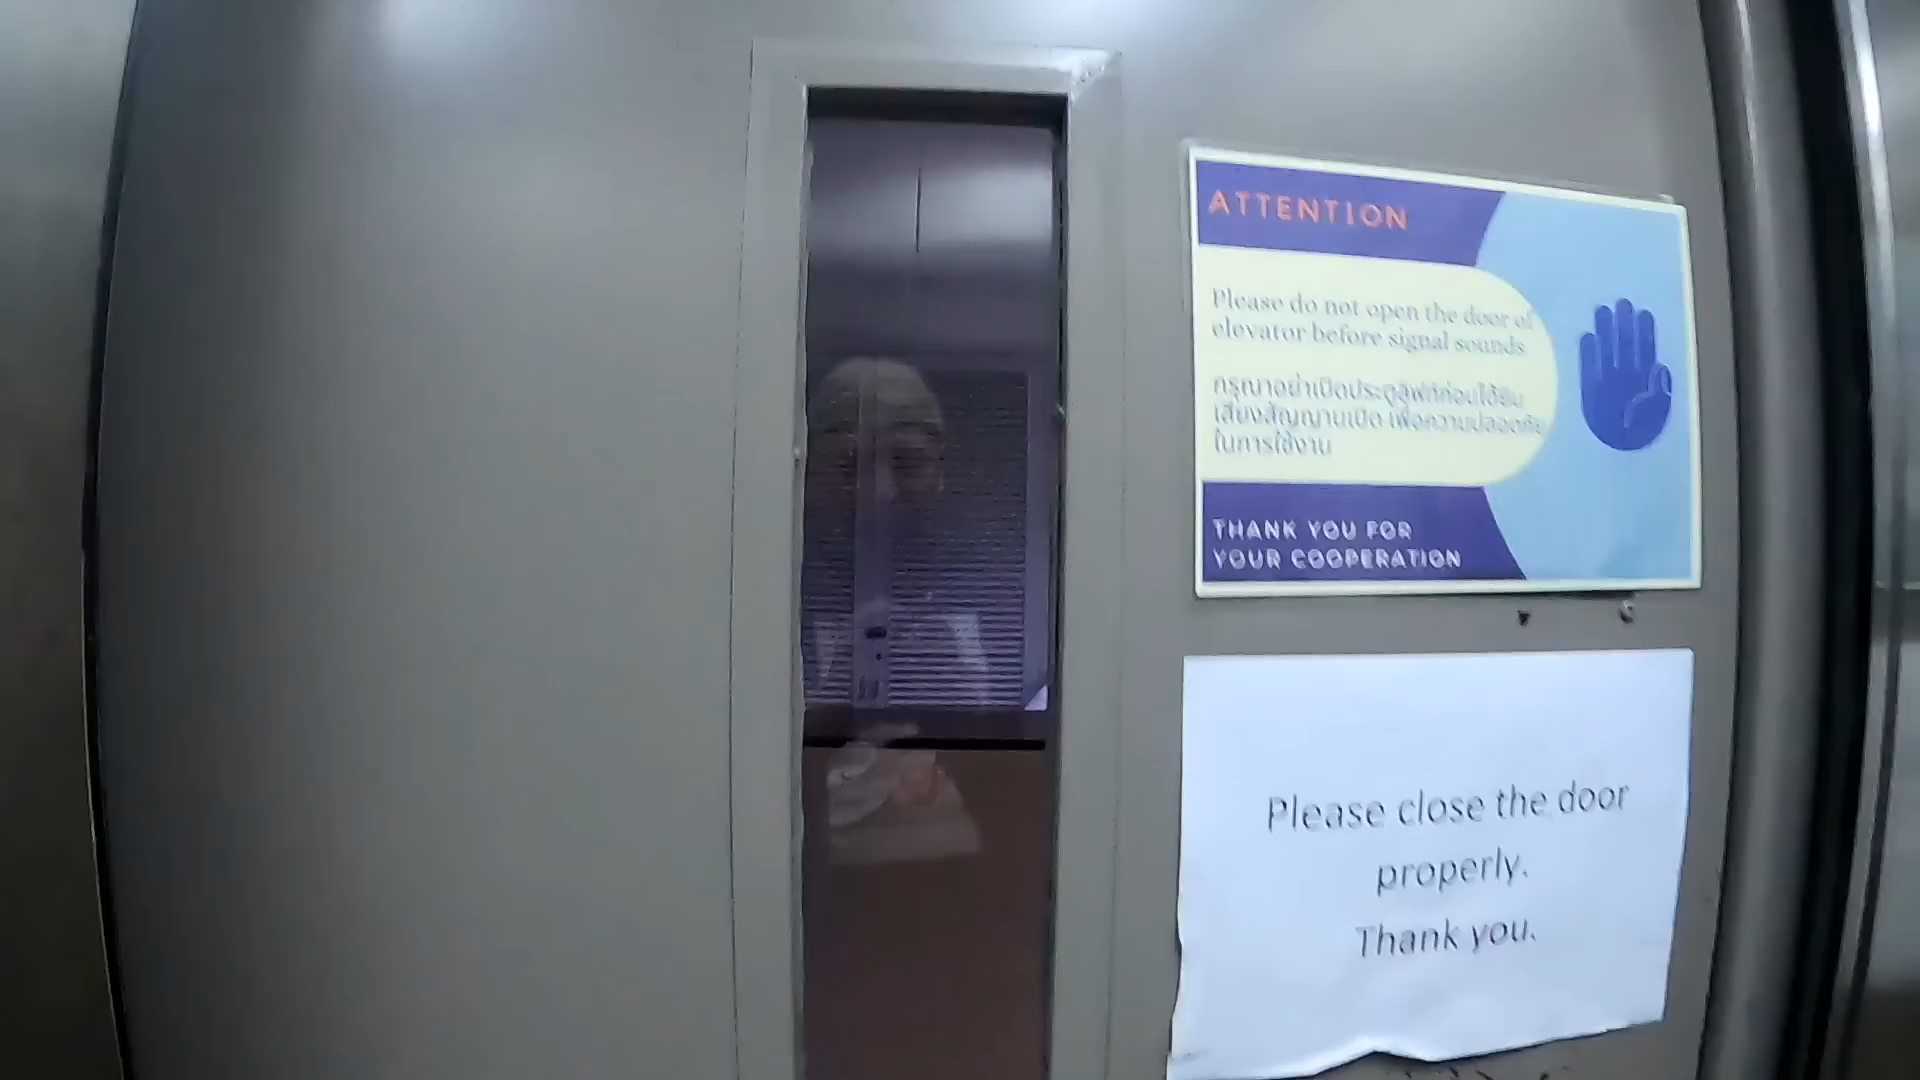 ATTENTION
Please do not open the door of
elevator before signal sounds
กรุณาอย่าเปิดประตูลิฟท์ก่อนได้ยิน
เสียงสัญญานเปิด เพื่อความปลอดภัย
ในการใช้งาน
THANK YOU FOR
YOUR COOPERATION
Please close the door
properly.
Thank you.